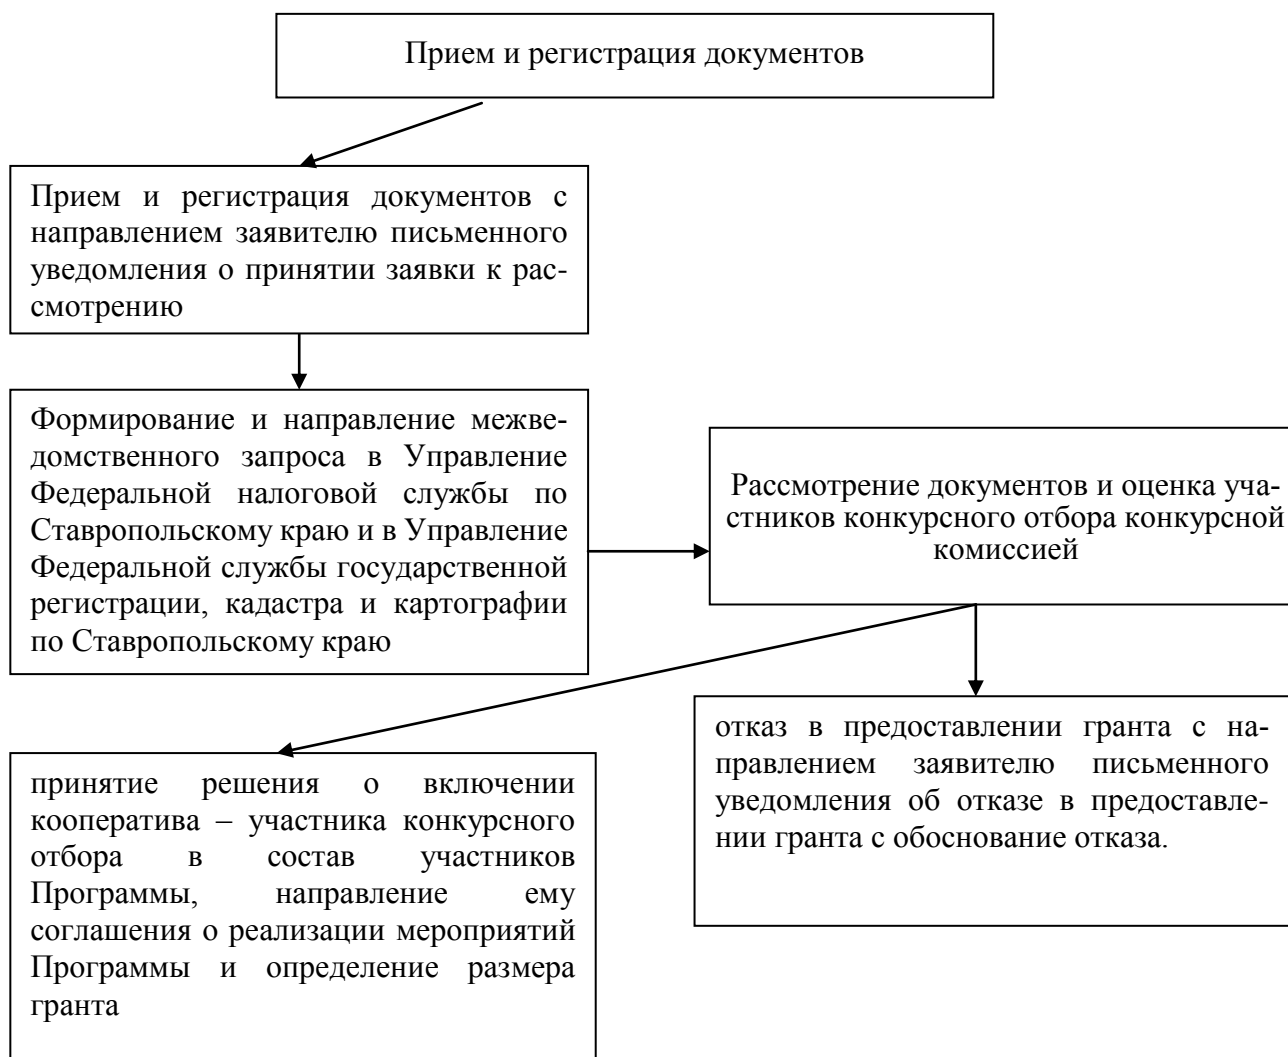 Прием и регистрация документов
Прием и регистрация документов с
направлением заявителю письменного
уведомления о принятии заявки к рас-
смотрению
Формирование и направление межве-
домственного запроса в Управление
Федеральной налоговой службы по
Ставропольскому краю и в Управление
Федеральной службы государственной
регистрации, кадастра и картографии
по Ставропольскому краю
Рассмотрение документов и оценка уча-
стников конкурсного отбора конкурсной
комиссией
отказ в предоставлении гранта с на-
правлением заявителю письменного
уведомления об отказе в предоставле-
нии гранта с обоснование отказа.
принятие решения о включении
кооператива – участника конкурсного
отбора в состав участников
Программы, направление ему
соглашения о реализации мероприятий
Программы и определение размера
гранта